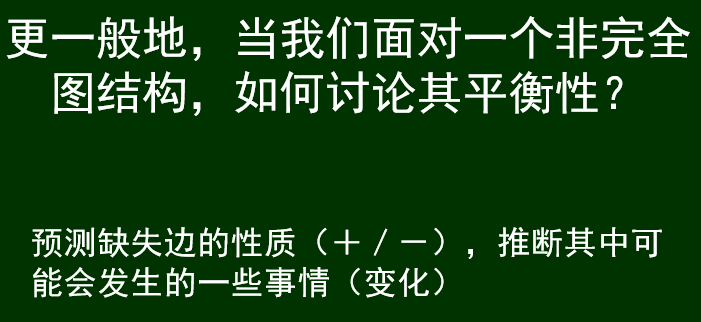 更一般地，当我们面对一个非完全
图结构，如何讨论其平衡性？
预测缺失边的性质（＋／－），推断其中可
能会发生的一些事情（变化）